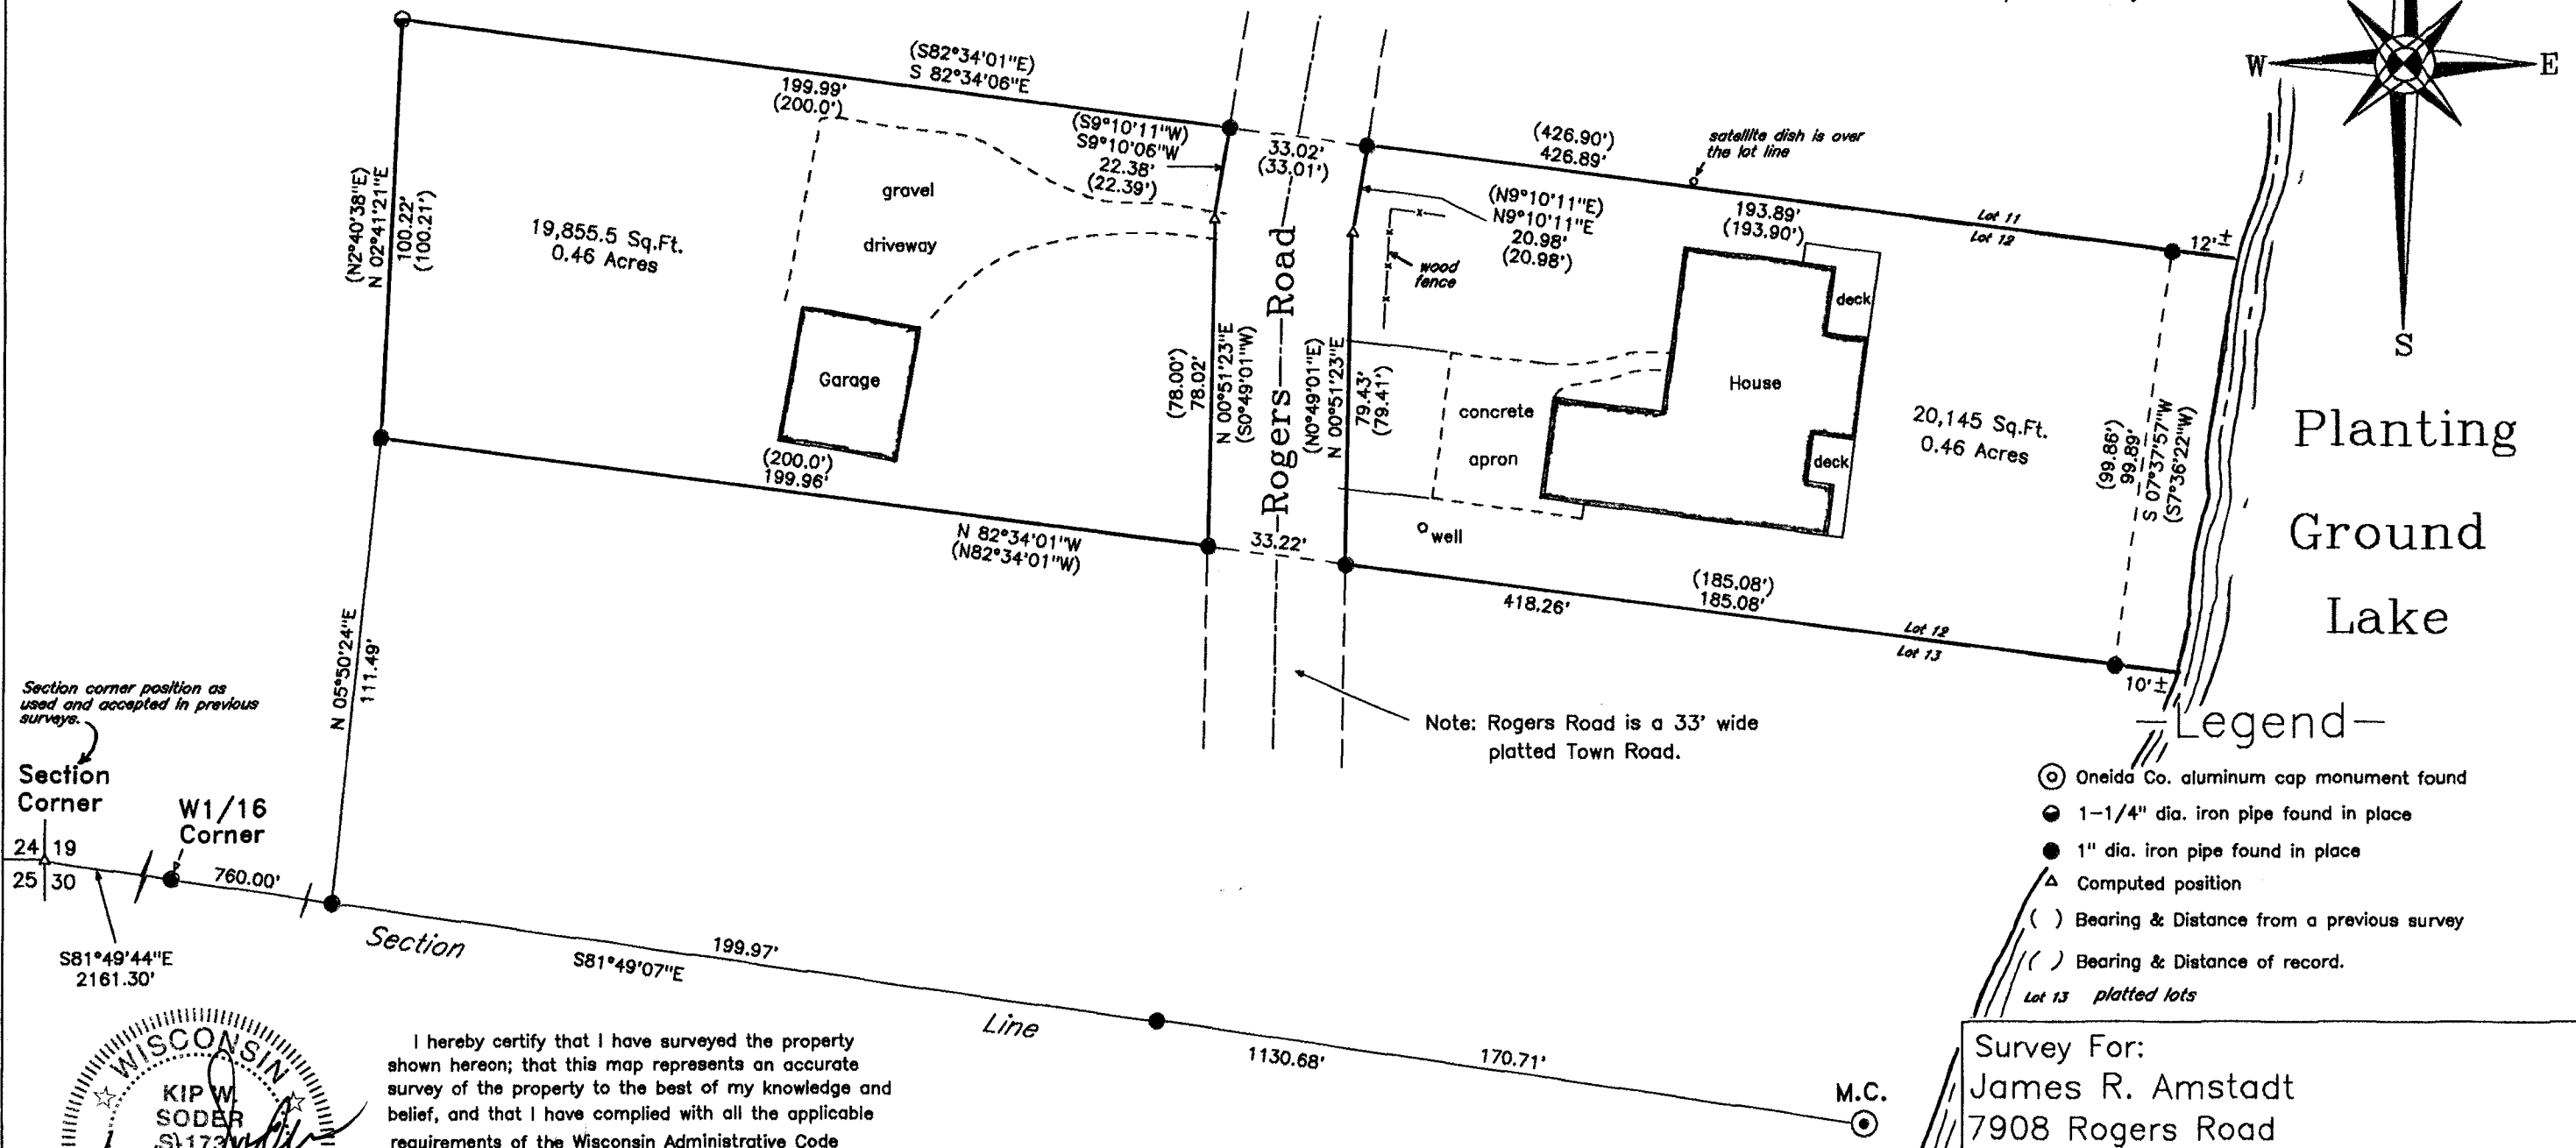 W
E
S
(S82°34'01"E)
S 82°34'06"E
199.99'
(200.0')
(S9°10'11"W)
S9°10'06"W
22.38'
(22.39')
33.02'
(33.01')
(426.90')
426.89'
satellite dish is over
the lot line
193.89'
(193.90')
Lot 11
Lot 12
12'±
(N2°40'38"E)
N 02°41'21"E
100.22'
(100.21')
19,855.5 Sq.Ft.
0.46 Acres
gravel
driveway
Garage
(78.00')
78.02'
N 00°51'23"E
(S0°49'01"W)
Rogers Road
(N0°49'01"E)
N 00°51'23"E
79.43'
(79.41')
(N9°10'11"E)
N9°10'11"E
20.98'
(20.98')
wood
fence
concrete
apron
well
House
deck
deck
20,145 Sq.Ft.
0.46 Acres
(99.86')
99.89'
S 07°37'57"W
(S7°36'22"W)
Planting
Ground
Lake
(200.0')
199.96'
N 82°34'01"W
(N82°34'01"W)
33.22'
(185.08')
185.08'
418.26'
Lot 12
Lot 13
10'±
N 05°50'24"E
111.49'
Note: Rogers Road is a 33' wide
platted Town Road.
Section corner position as
used and accepted in previous
surveys.
Section
Corner
24 19
25 30
W1/16
Corner
760.00'
S81°49'44"E
2161.30'
Section
199.97'
S81°49'07"E
Line
1130.68'
170.71'
M.C.
-Legend-
Oneida Co. aluminum cap monument found
1-1/4" dia. iron pipe found in place
1" dia. iron pipe found in place
Computed position
( ) Bearing & Distance from a previous survey
( ) Bearing & Distance of record.
Lot 13 platted lots
WISCONSIN
KIP W.
SODER
I hereby certify that I have surveyed the property
shown hereon; that this map represents an accurate
survey of the property to the best of my knowledge and
belief, and that I have complied with all the applicable
requirements of the Wisconsin Administrative Code
Survey For:
James R. Amstadt
7908 Rogers Road